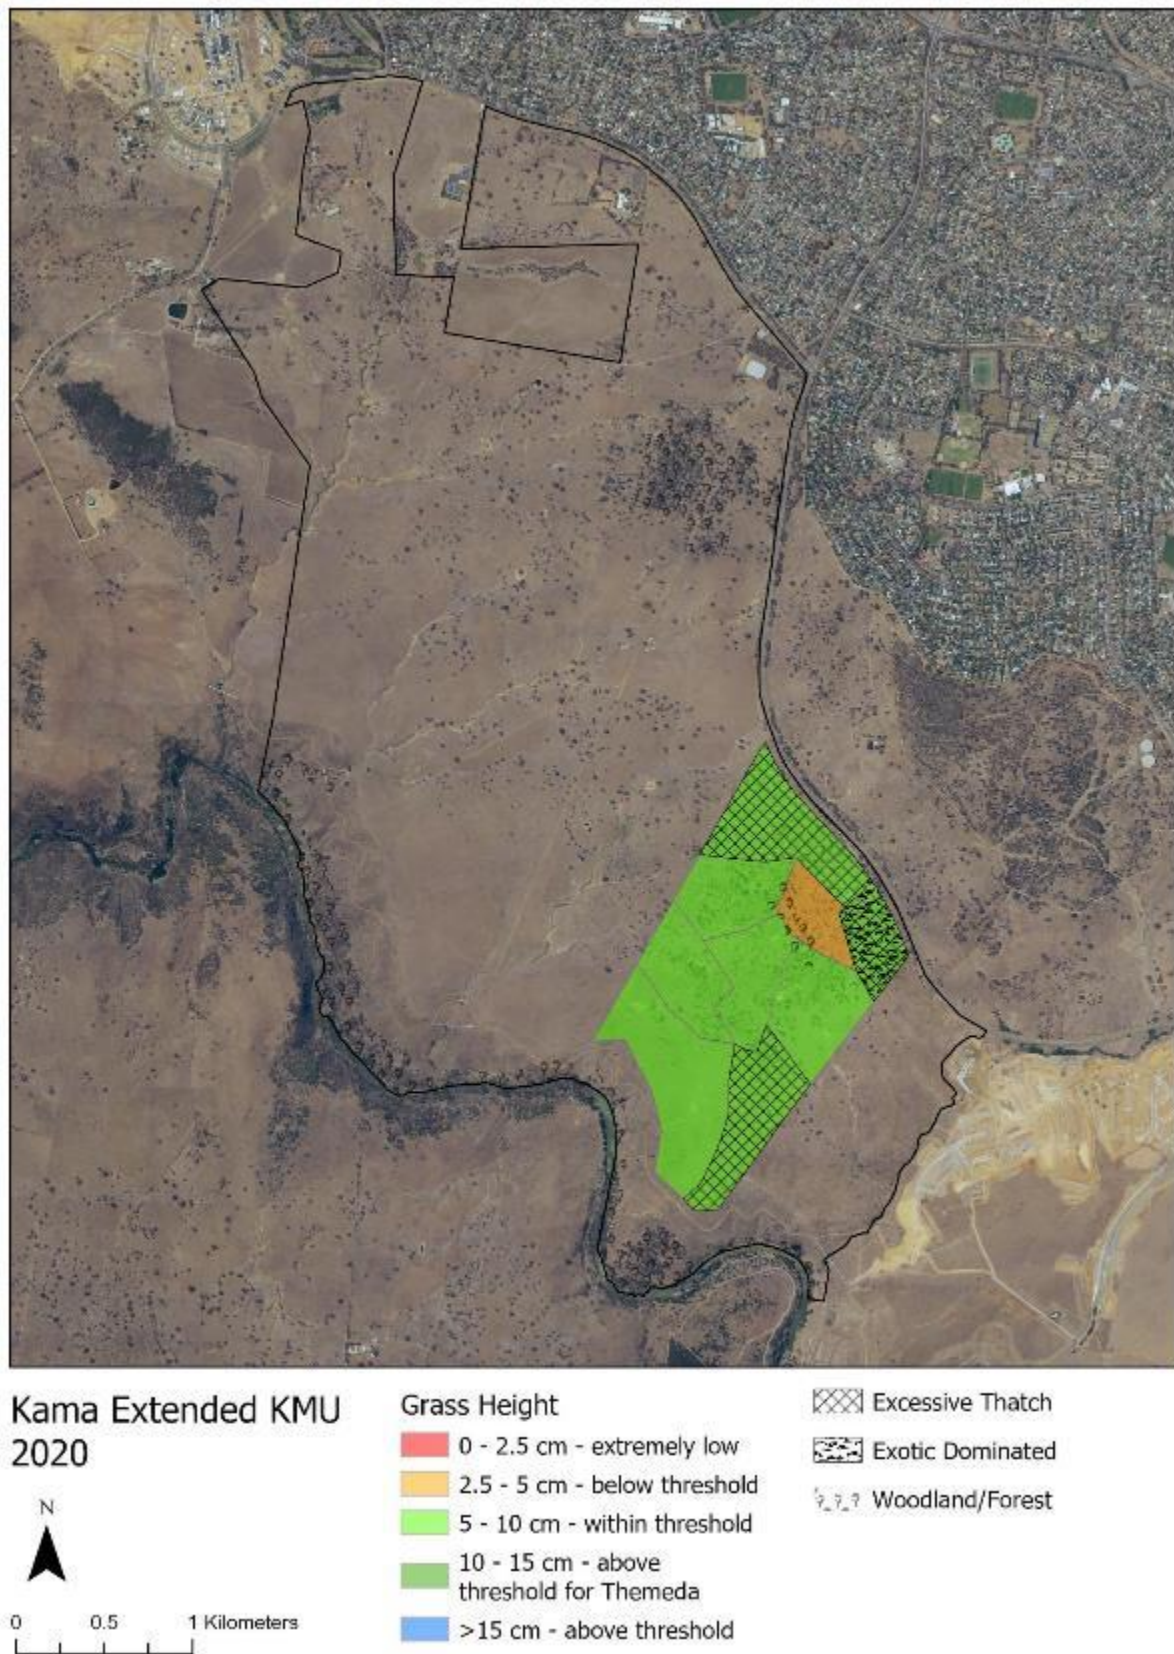 Kama Extended KMU
2020
N
0 0.5 1 Kilometers
Grass Height
0 - 2.5 cm - extremely low
2.5 - 5 cm - below threshold
5 - 10 cm - within threshold
10 - 15 cm - above
threshold for Themeda
>15 cm - above threshold
Excessive Thatch
Exotic Dominated
Woodland/Forest